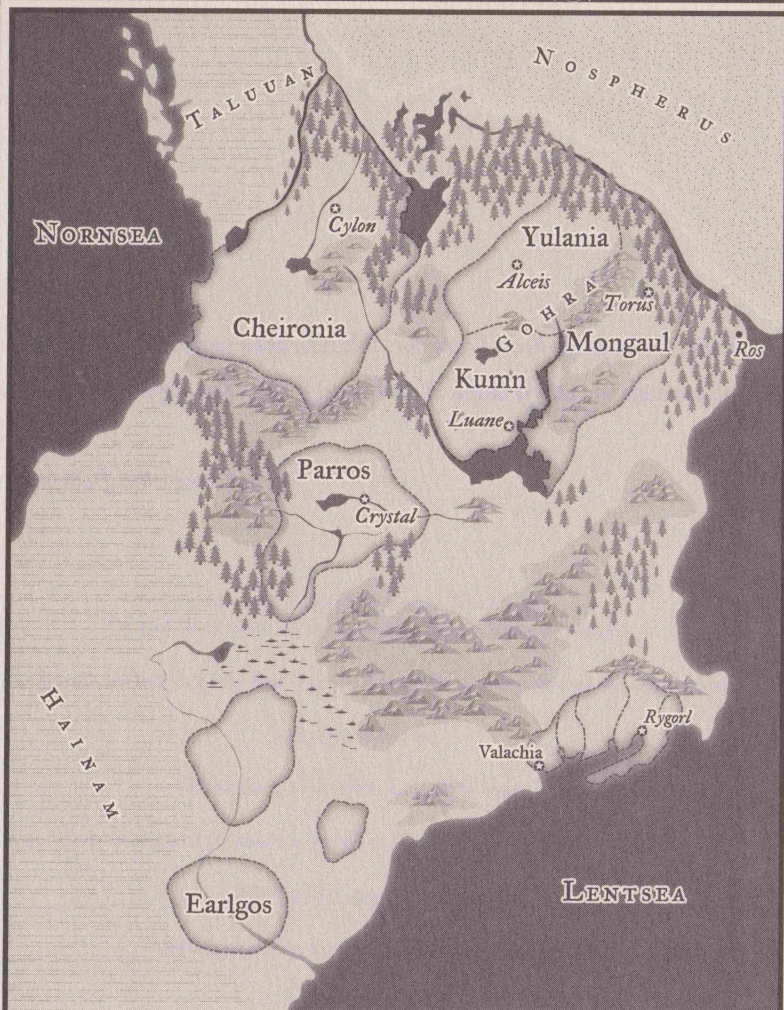 NOSPHERUS
TALUUAN
NORNSEA
Cylon
Yulania
Alceis
GOHRA
Torus
Cheironia
Mongaul
Ros
Kumn
Luane
Parros
Crystal
HAINAM
Rygorl
Valachia
LENTSEA
Earlgos